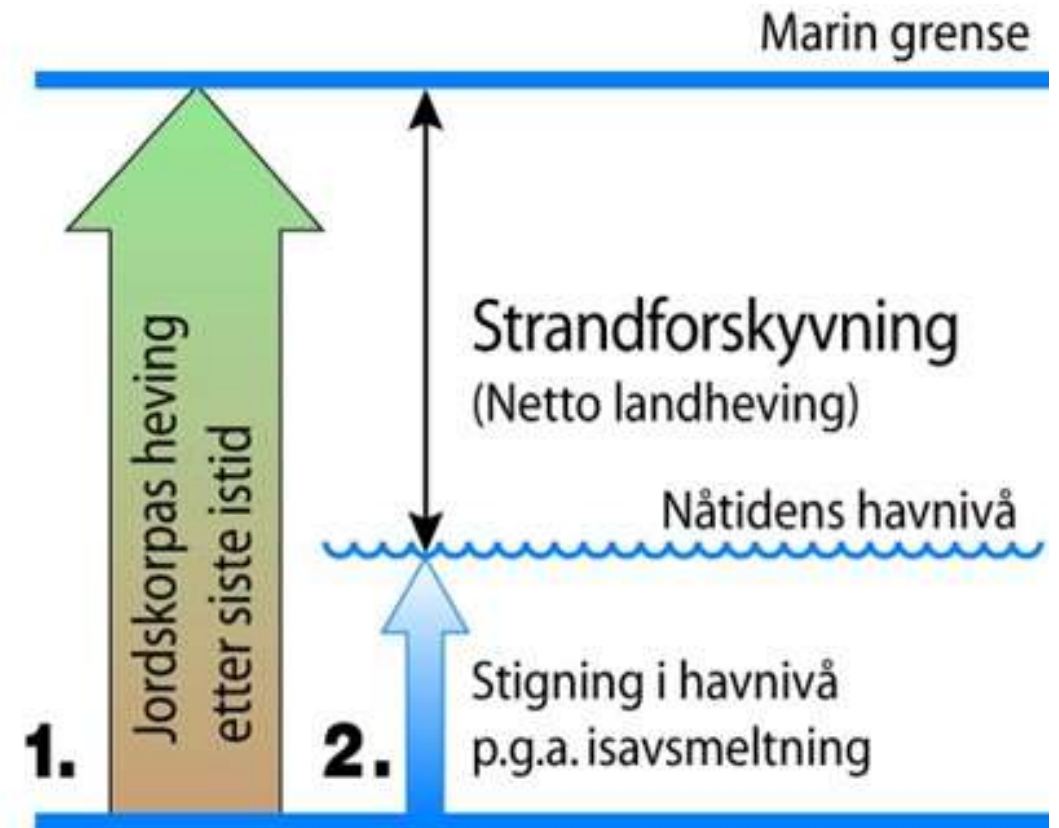 Marin grense
Jordskorpas heving
etter siste istid
Strandforskyvning
(Netto landheving)
Nåtidens havnivå
1.
2.
Stigning i havnivå
p.g.a. isavsmeltning